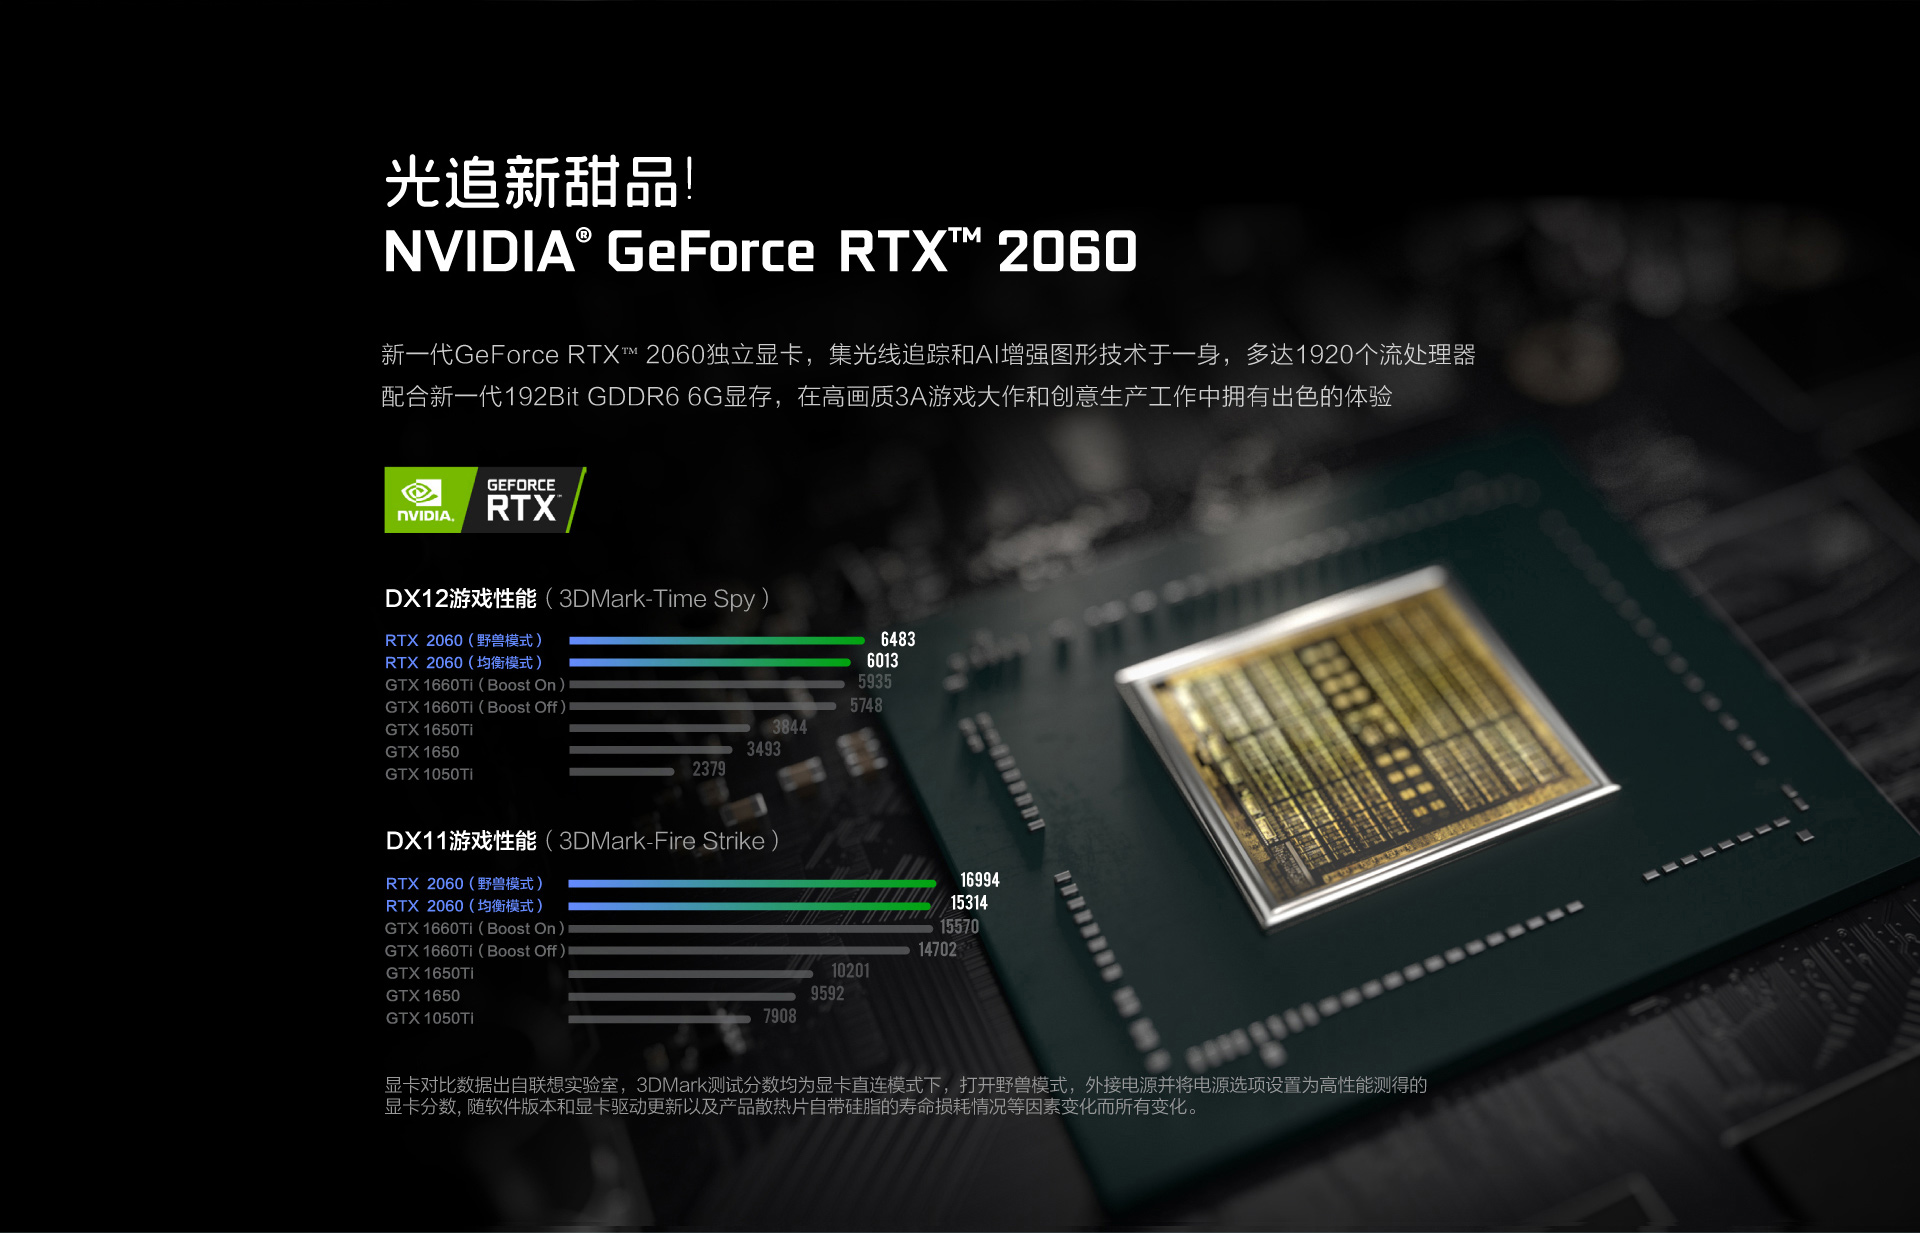 光追新甜品!
NVIDIA® GeForce RTX™ 2060
新一代GeForce RTX™ 2060独立显卡，集光线追踪和AI增强图形技术于一身，多达1920个流处理器
配合新一代192Bit GDDR6 6G显存，在高画质3A游戏大作和创意生产工作中拥有出色的体验
NVIDIA. GEFORCE RTX™
DX12游戏性能（3DMark-Time Spy）
RTX 2060（野兽模式） 6483
RTX 2060（均衡模式） 6013
GTX 1660Ti（Boost On） 5935
GTX 1660Ti（Boost Off） 5748
GTX 1650Ti 3844
GTX 1650 3493
GTX 1050Ti 2379
DX11游戏性能（3DMark-Fire Strike）
RTX 2060（野兽模式） 16994
RTX 2060（均衡模式） 15314
GTX 1660Ti（Boost On） 15570
GTX 1660Ti（Boost Off） 14702
GTX 1650Ti 10201
GTX 1650 9592
GTX 1050Ti 7908
显卡对比数据出自联想实验室，3DMark测试分数均为显卡直连模式下，打开野兽模式，外接电源并将电源选项设置为高性能测得的
显卡分数, 随软件版本和显卡驱动更新以及产品散热片自带硅脂的寿命损耗情况等因素变化而所有变化。